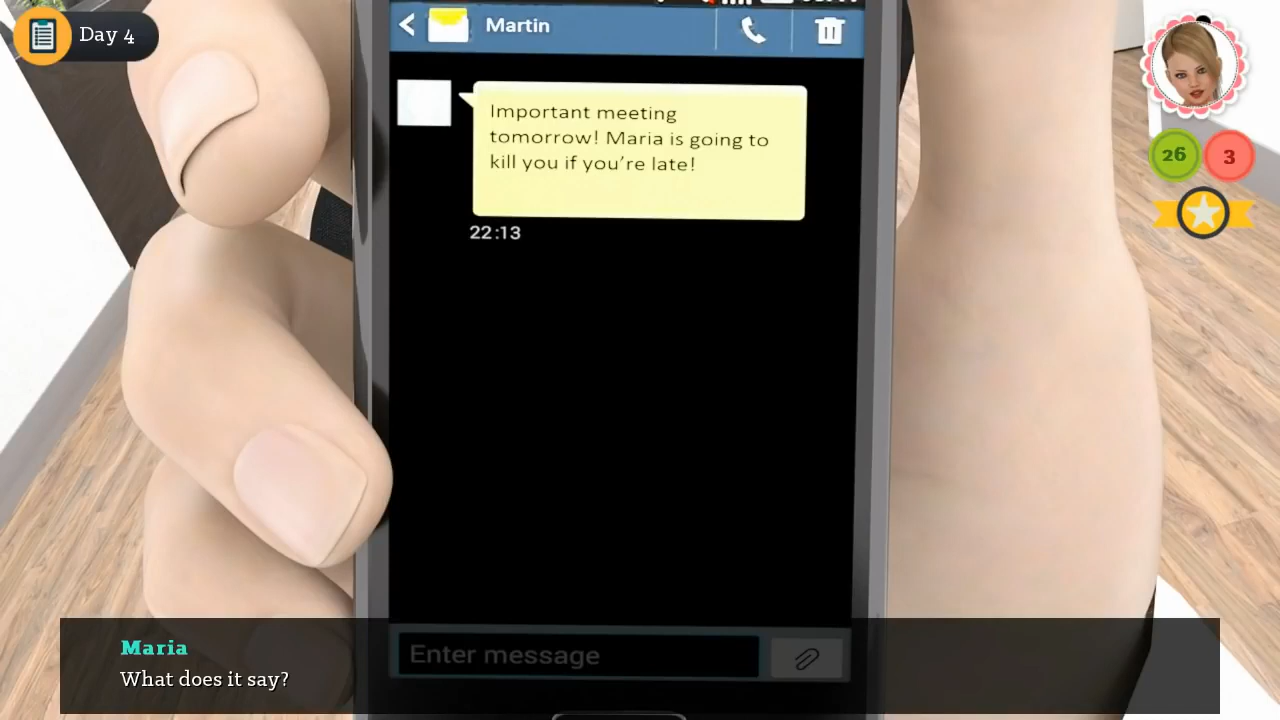 Day 4
Martin
Important meeting
tomorrow! Maria is going to
kill you if you're late!
22:13
26
3
Enter message
Maria
What does it say?